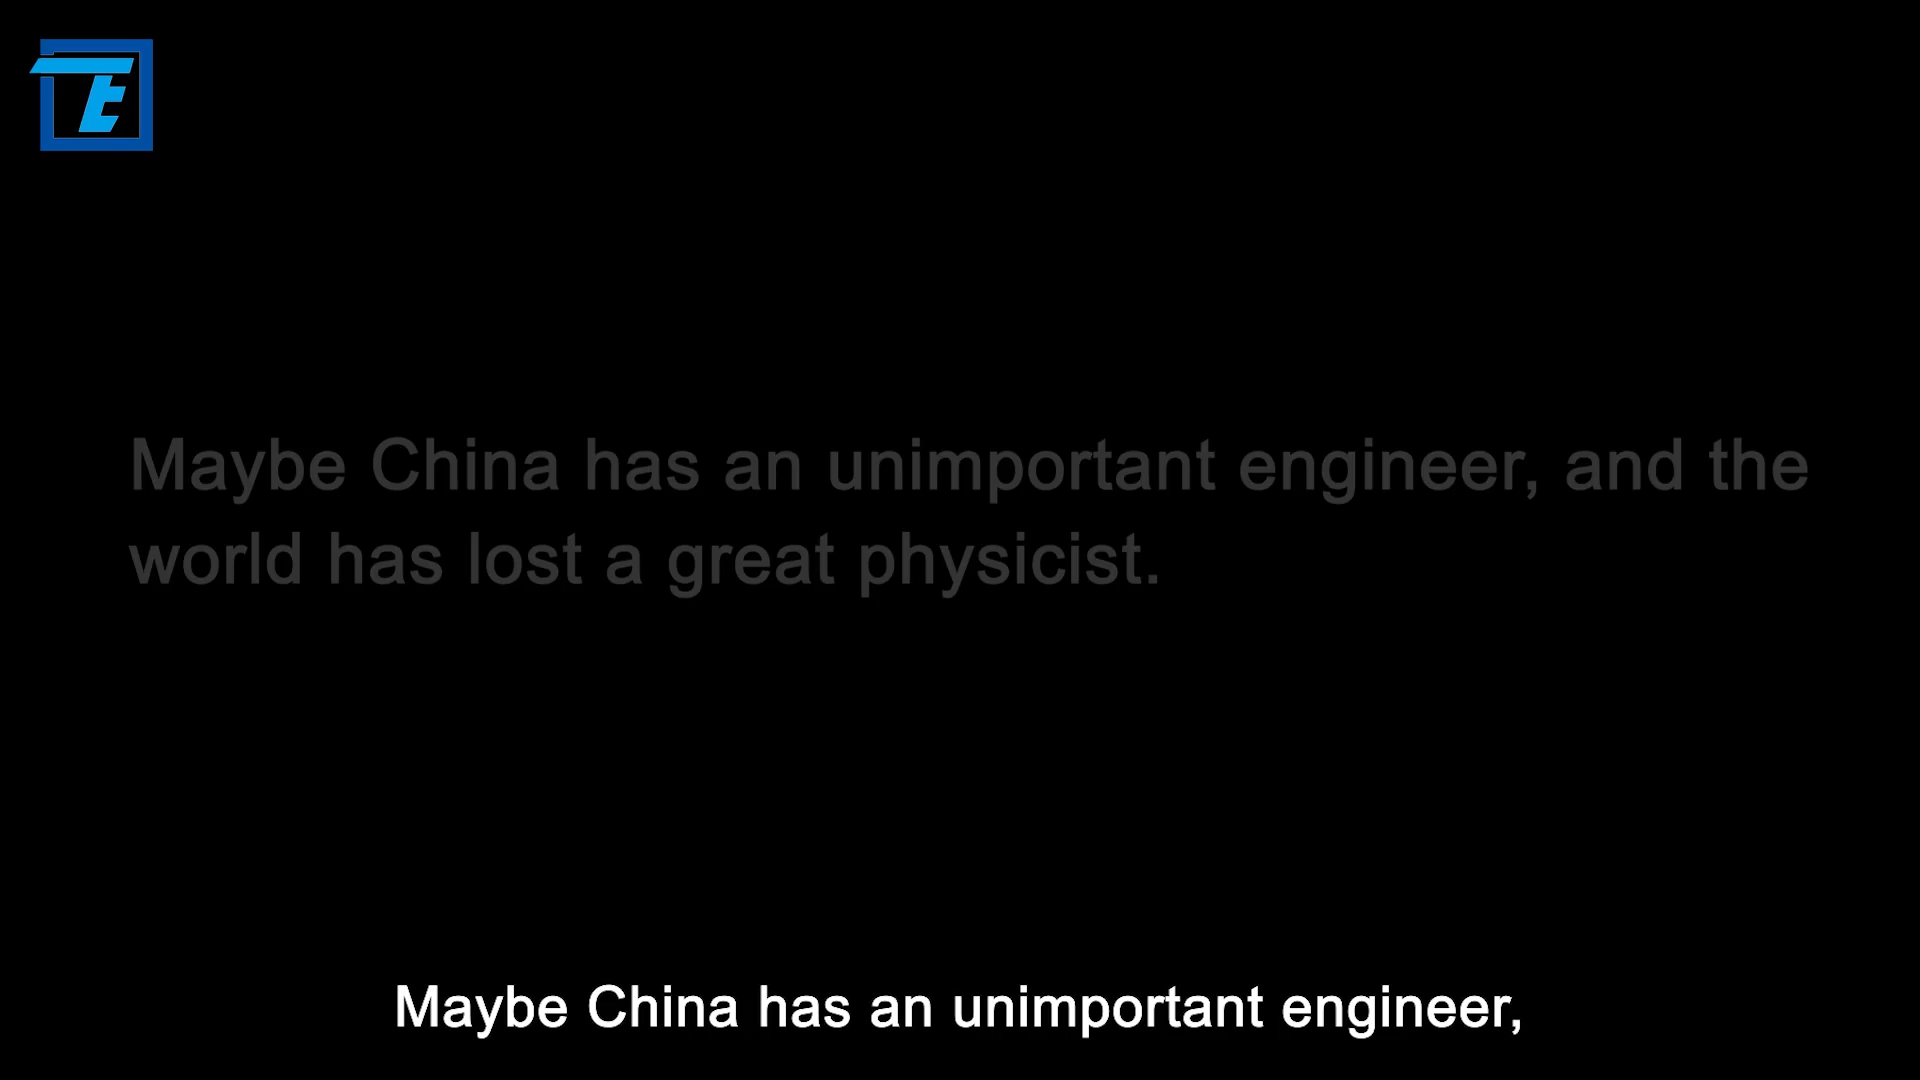 TE
Maybe China has an unimportant engineer, and the
world has lost a great physicist.
Maybe China has an unimportant engineer,